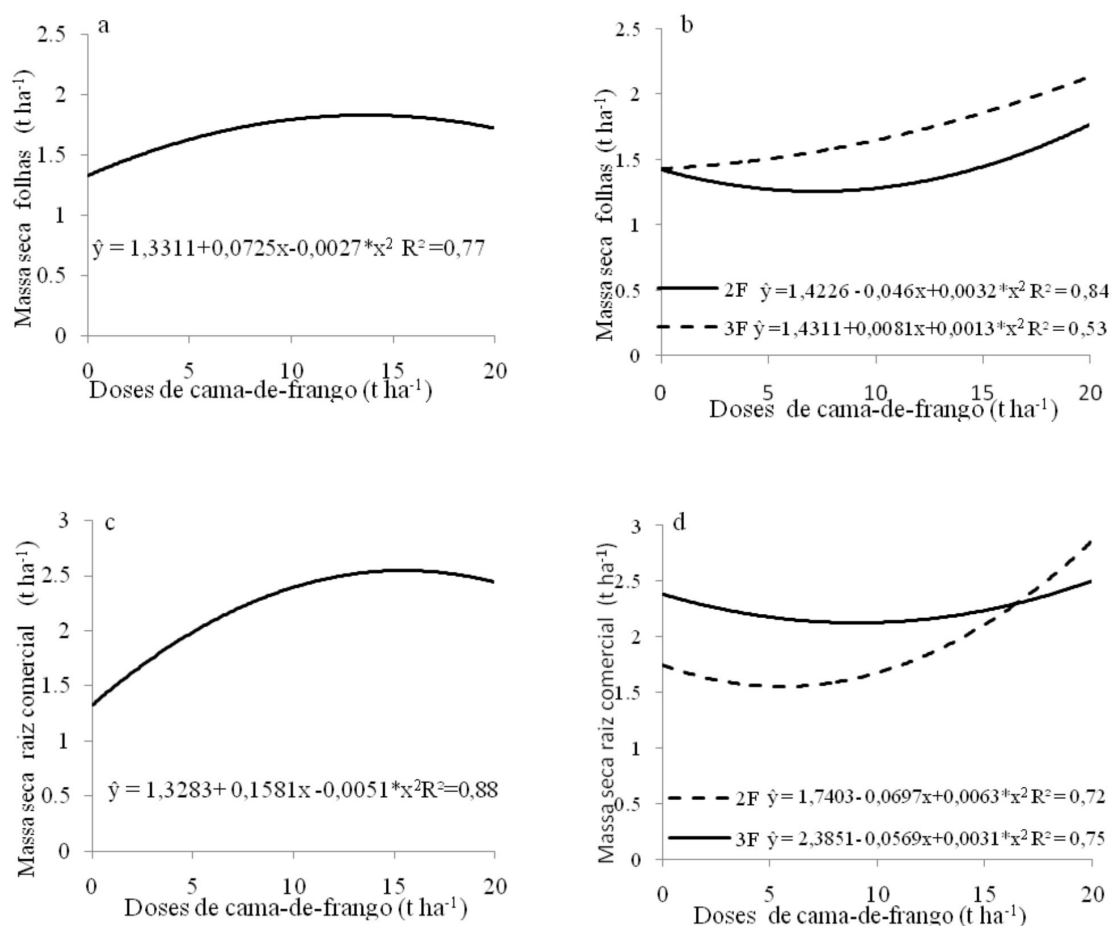 a
2.5
2
1.5
1
0.5
0
0 5 10 15 20
Massa seca folhas (t ha⁻¹)
ŷ = 1,3311+0,0725x-0,0027*x² R²=0,77
Doses de cama-de-frango (t ha⁻¹)
b
2.5
2
1.5
1
0.5
0
0 5 10 15 20
Massa seca folhas (t ha⁻¹)
2F ŷ=1,4226 - 0,046x+0,0032*x² R²=0,84
3F ŷ=1,4311+0,0081x+0,0013*x² R²=0,53
Doses de cama-de-frango (t ha⁻¹)
c
3
2.5
2
1.5
1
0.5
0
0 5 10 15 20
Massa seca raiz comercial (t ha⁻¹)
ŷ = 1,3283+ 0,1581x -0,0051*x²R²=0,88
Doses de cama-de-frango (t ha⁻¹)
d
3
2.5
2
1.5
1
0.5
0
0 5 10 15 20
Massa seca raiz comercial (t ha⁻¹)
2F ŷ=1,7403-0,0697x+0,0063*x² R²=0,72
3F ŷ=2,3851- 0,0569x+0,0031*x² R²=0,75
Doses de cama-de-frango (t ha⁻¹)